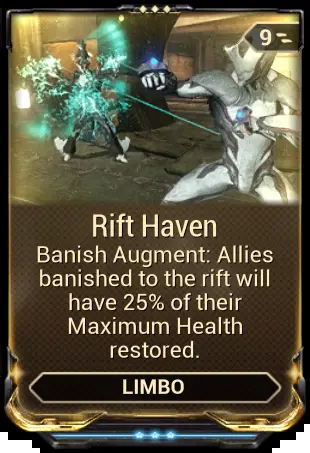 9
Rift Haven
Banish Augment: Allies
banished to the rift will
have 25% of their
Maximum Health
restored.
LIMBO